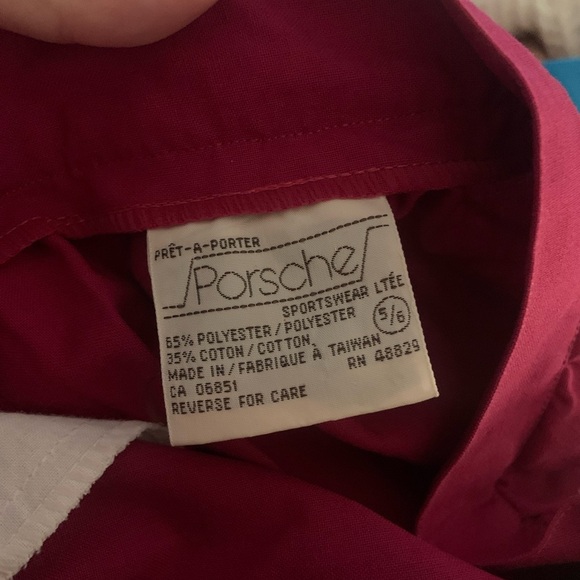 PRÊT-A-PORTER
Porsche
SPORTSWEAR LTÉE
65% POLYESTER/POLYESTER
5/6
35% COTON/COTTON
MADE IN/FABRIQUÉ À TAIWAN
CA 06851
RN 48829
REVERSE FOR CARE